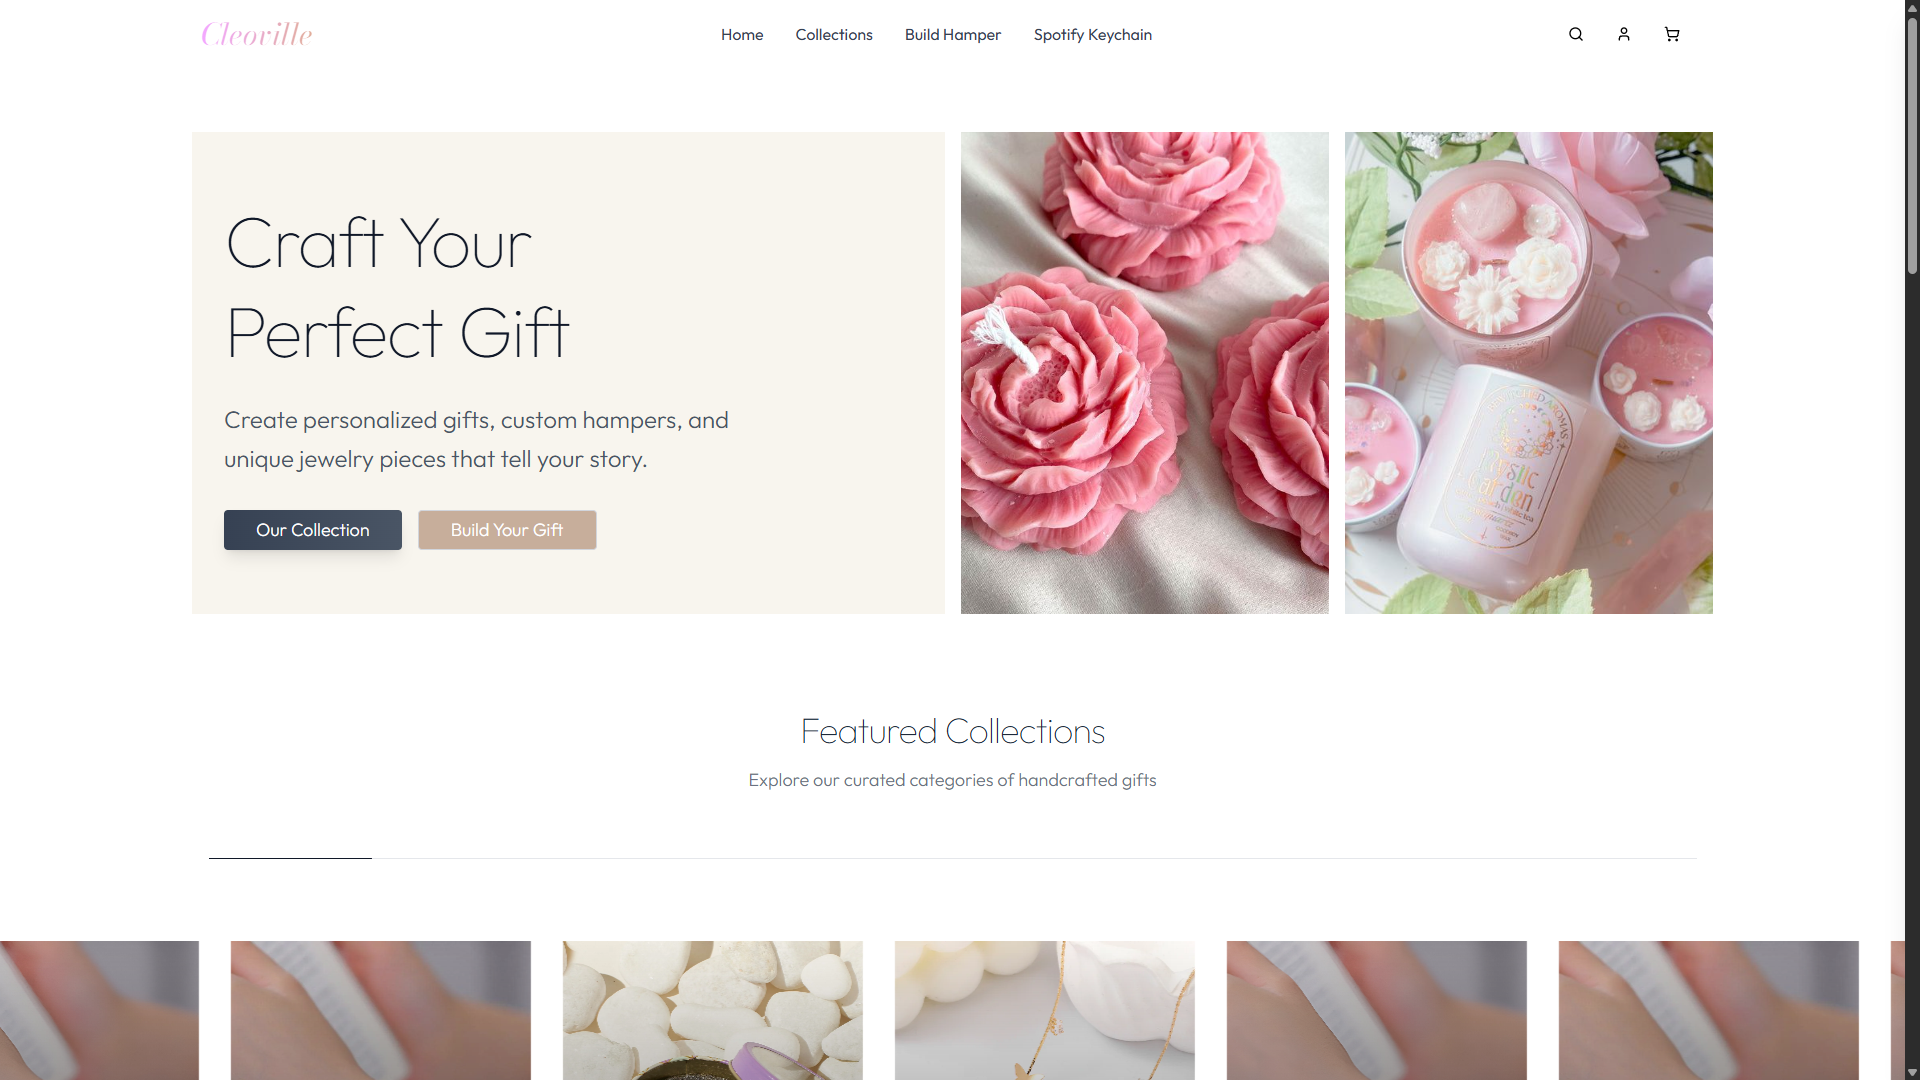 Cleoville
Home
Collections
Build Hamper
Spotify Keychain
Craft Your
Perfect Gift
Create personalized gifts, custom hampers, and
unique jewelry pieces that tell your story.
Our Collection
Build Your Gift
Mystic
Garden
Featured Collections
Explore our curated categories of handcrafted gifts